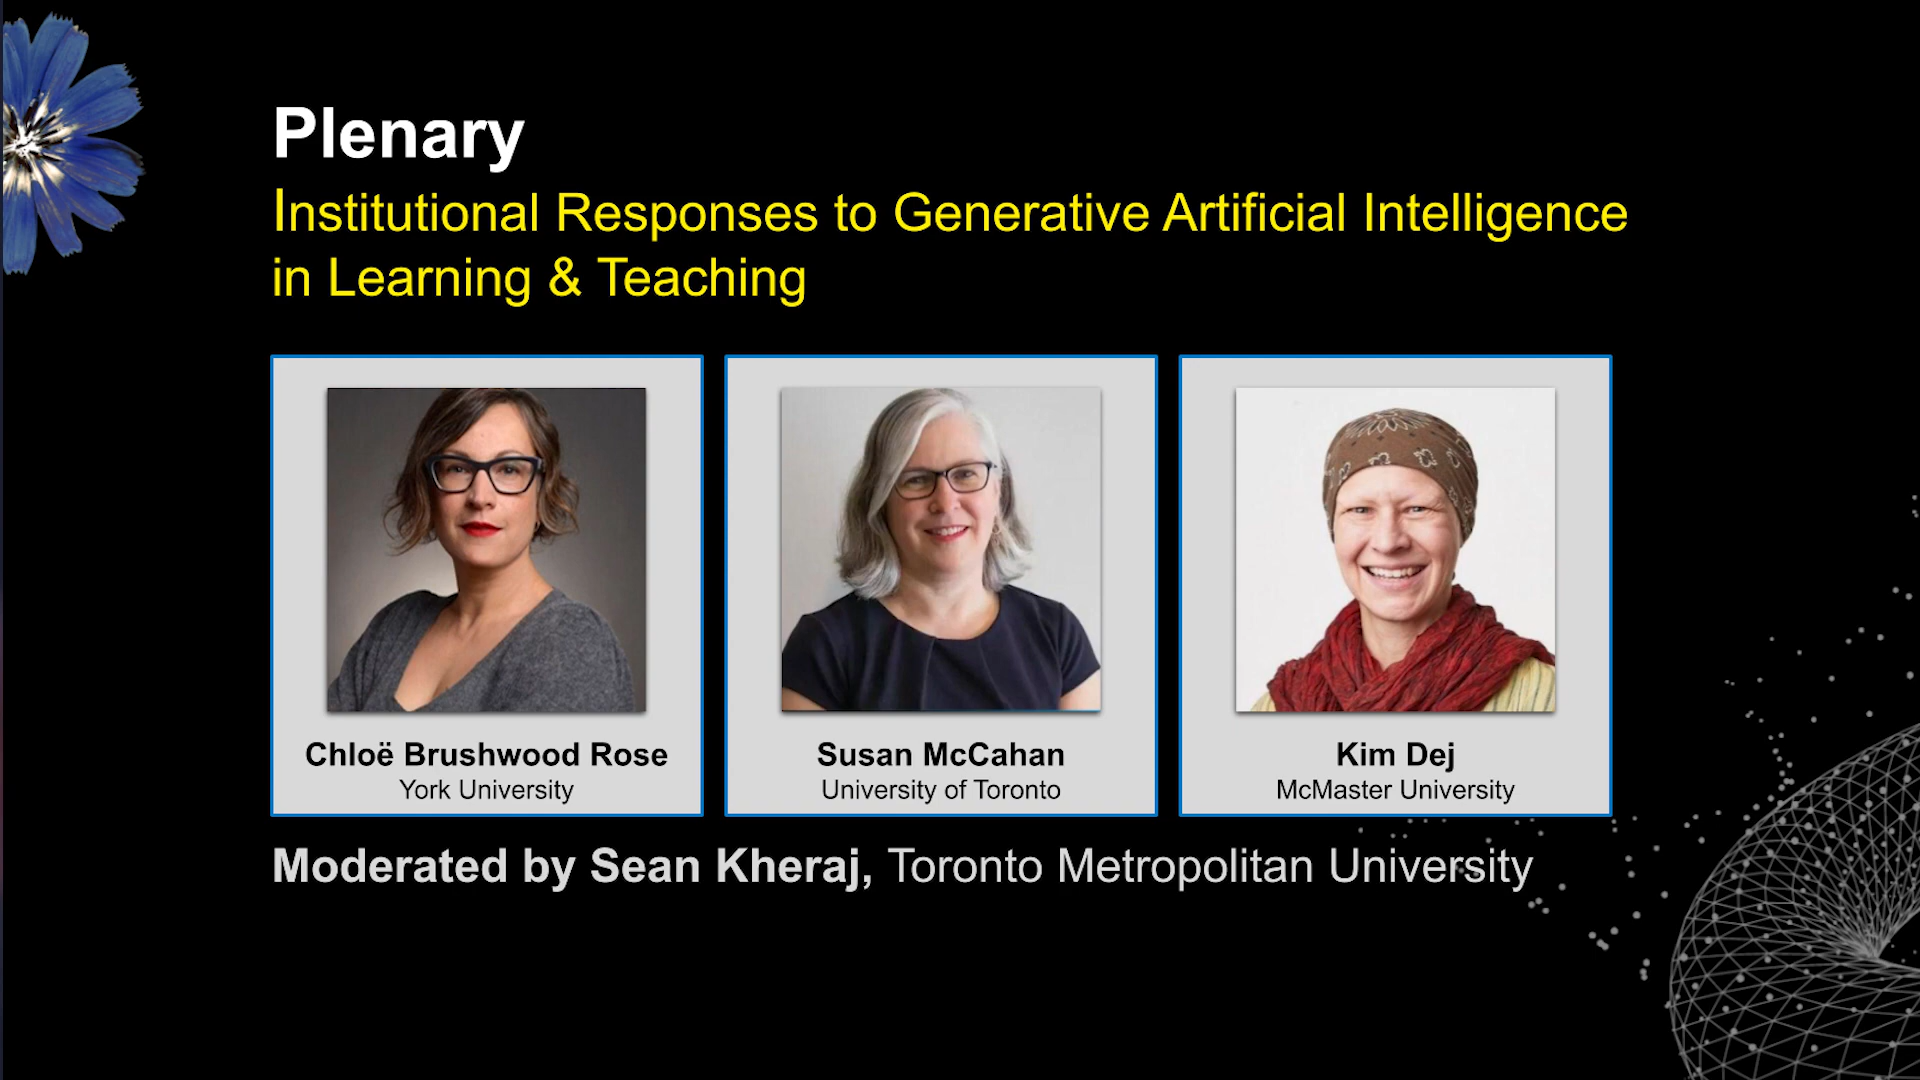 Plenary
Institutional Responses to Generative Artificial Intelligence
in Learning & Teaching
Chloë Brushwood Rose
York University
Susan McCahan
University of Toronto
Kim Dej
McMaster University
Moderated by Sean Kheraj, Toronto Metropolitan University